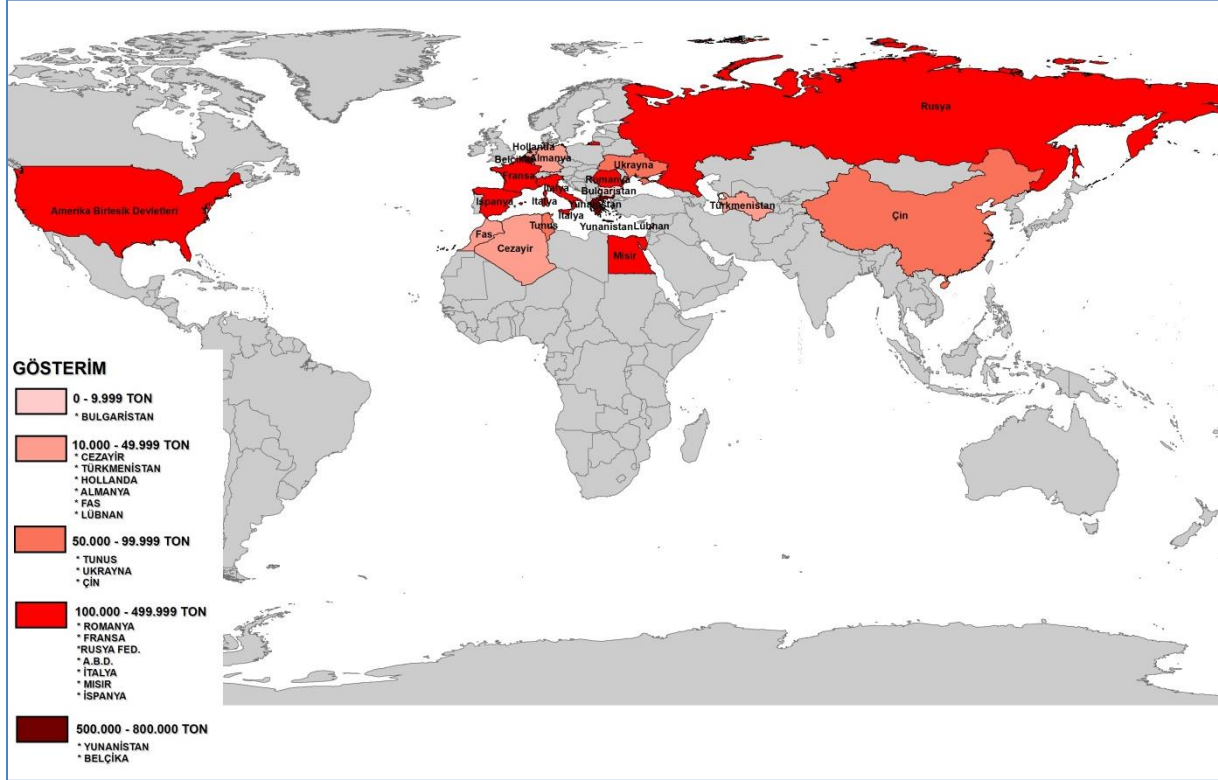 Rusya
Hollanda
Belçika
Almanya
Ukrayna
Fransa
Romanya
İtalya
Bulgaristan
Amerika Birlesik Devletleri
İspanya
İtalya
Türkmenistan
Çin
İtalya
Tunus
Yunanistan
Lübnan
Fas
Cezayir
Mısır
GÖSTERİM
0 - 9.999 TON
* BULGARİSTAN
10.000 - 49.999 TON
* CEZAYİR
* TÜRKMENİSTAN
* HOLLANDA
* ALMANYA
* FAS
* LÜBNAN
50.000 - 99.999 TON
* TUNUS
* UKRAYNA
* ÇİN
100.000 - 499.999 TON
* ROMANYA
* FRANSA
*RUSYA FED.
* A.B.D.
* İTALYA
* MISIR
* İSPANYA
500.000 - 800.000 TON
* YUNANİSTAN
* BELÇİKA